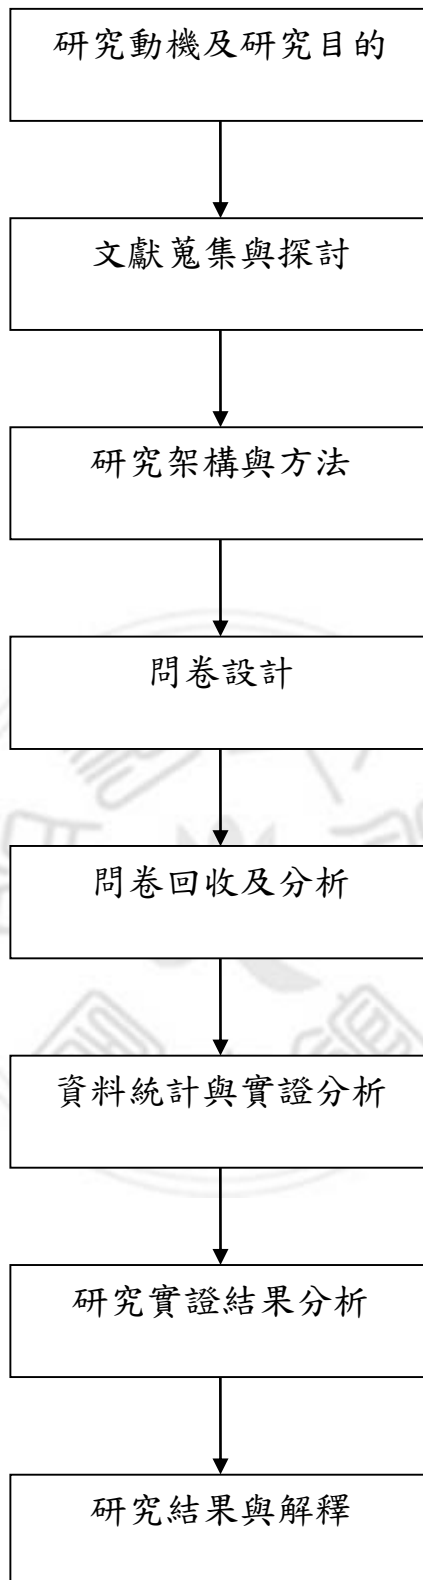 研究動機及研究目的
文獻蒐集與探討
研究架構與方法
問卷設計
問卷回收及分析
資料統計與實證分析
研究實證結果分析
研究結果與解釋